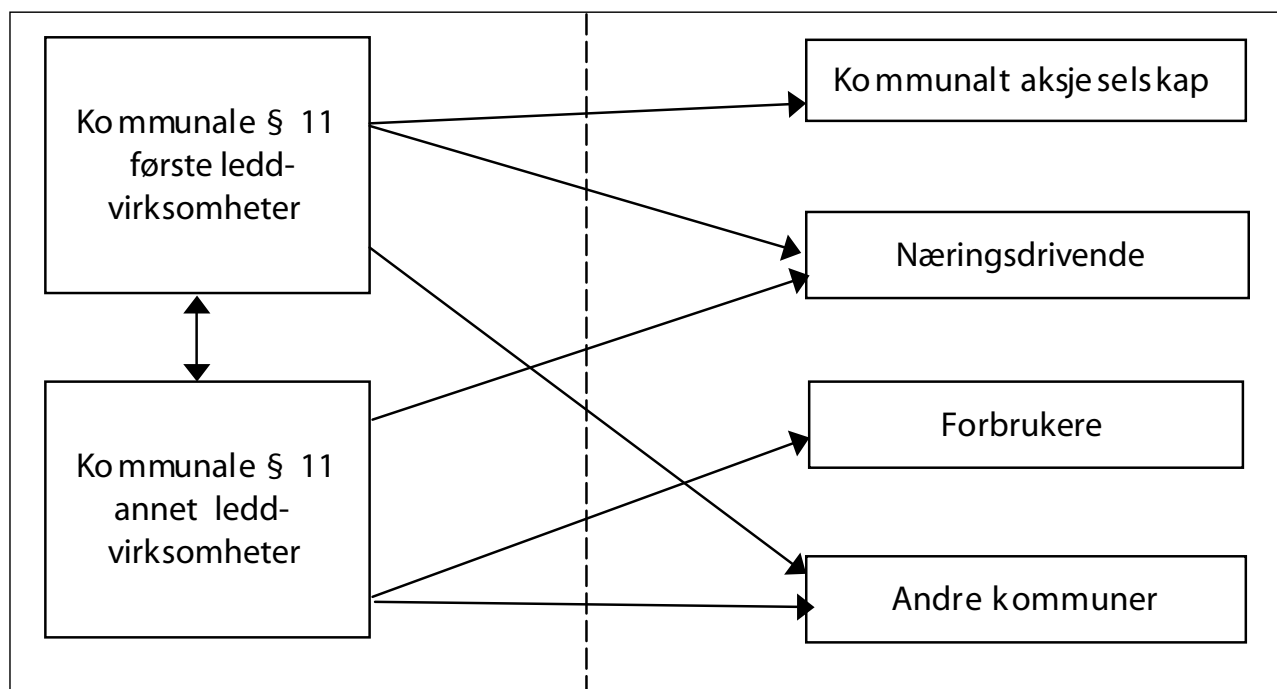 Kommunale § 11
første ledd-
virksomheter
Kommunale § 11
annet ledd-
virksomheter
Kommunalt aksjeselskap
Næringsdrivende
Forbrukere
Andre kommuner